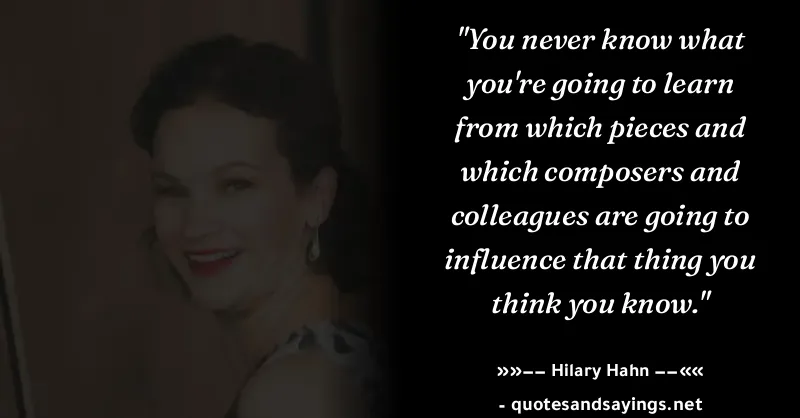 "You never know what
you're going to learn
from which pieces and
which composers and
colleagues are going to
influence that thing you
think you know."
»»–– Hilary Hahn ––««
- quotesandsayings.net